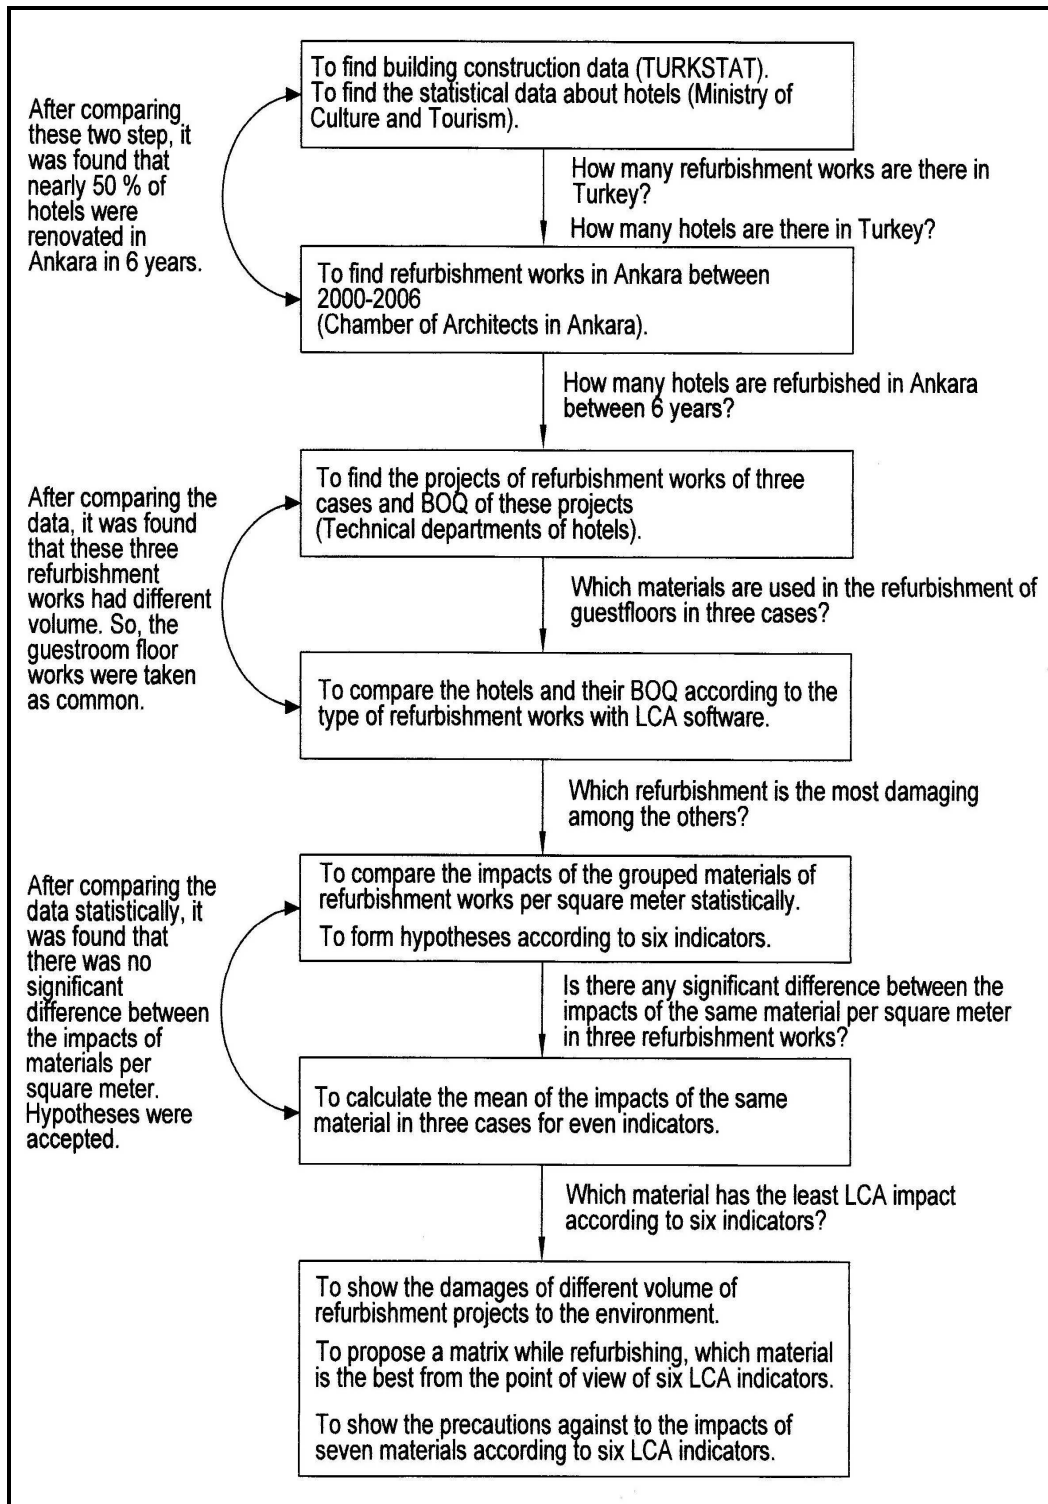 To find building construction data (TURKSTAT).
To find the statistical data about hotels (Ministry of
Culture and Tourism).
After comparing
these two step, it
was found that
nearly 50 % of
hotels were
renovated in
Ankara in 6 years.
How many refurbishment works are there in
Turkey?
How many hotels are there in Turkey?
To find refurbishment works in Ankara between
2000-2006
(Chamber of Architects in Ankara).
How many hotels are refurbished in Ankara
between 6 years?
To find the projects of refurbishment works of three
cases and BOQ of these projects
(Technical departments of hotels).
After comparing the
data, it was found
that these three
refurbishment
works had different
volume. So, the
guestroom floor
works were taken
as common.
Which materials are used in the refurbishment of
guestfloors in three cases?
To compare the hotels and their BOQ according to the
type of refurbishment works with LCA software.
Which refurbishment is the most damaging
among the others?
To compare the impacts of the grouped materials of
refurbishment works per square meter statistically.
To form hypotheses according to six indicators.
After comparing the
data statistically, it
was found that
there was no
significant
difference between
the impacts of
materials per
square meter.
Hypotheses were
accepted.
Is there any significant difference between the
impacts of the same material per square meter
in three refurbishment works?
To calculate the mean of the impacts of the same
material in three cases for even indicators.
Which material has the least LCA impact
according to six indicators?
To show the damages of different volume of
refurbishment projects to the environment.
To propose a matrix while refurbishing, which material
is the best from the point of view of six LCA indicators.
To show the precautions against to the impacts of
seven materials according to six LCA indicators.